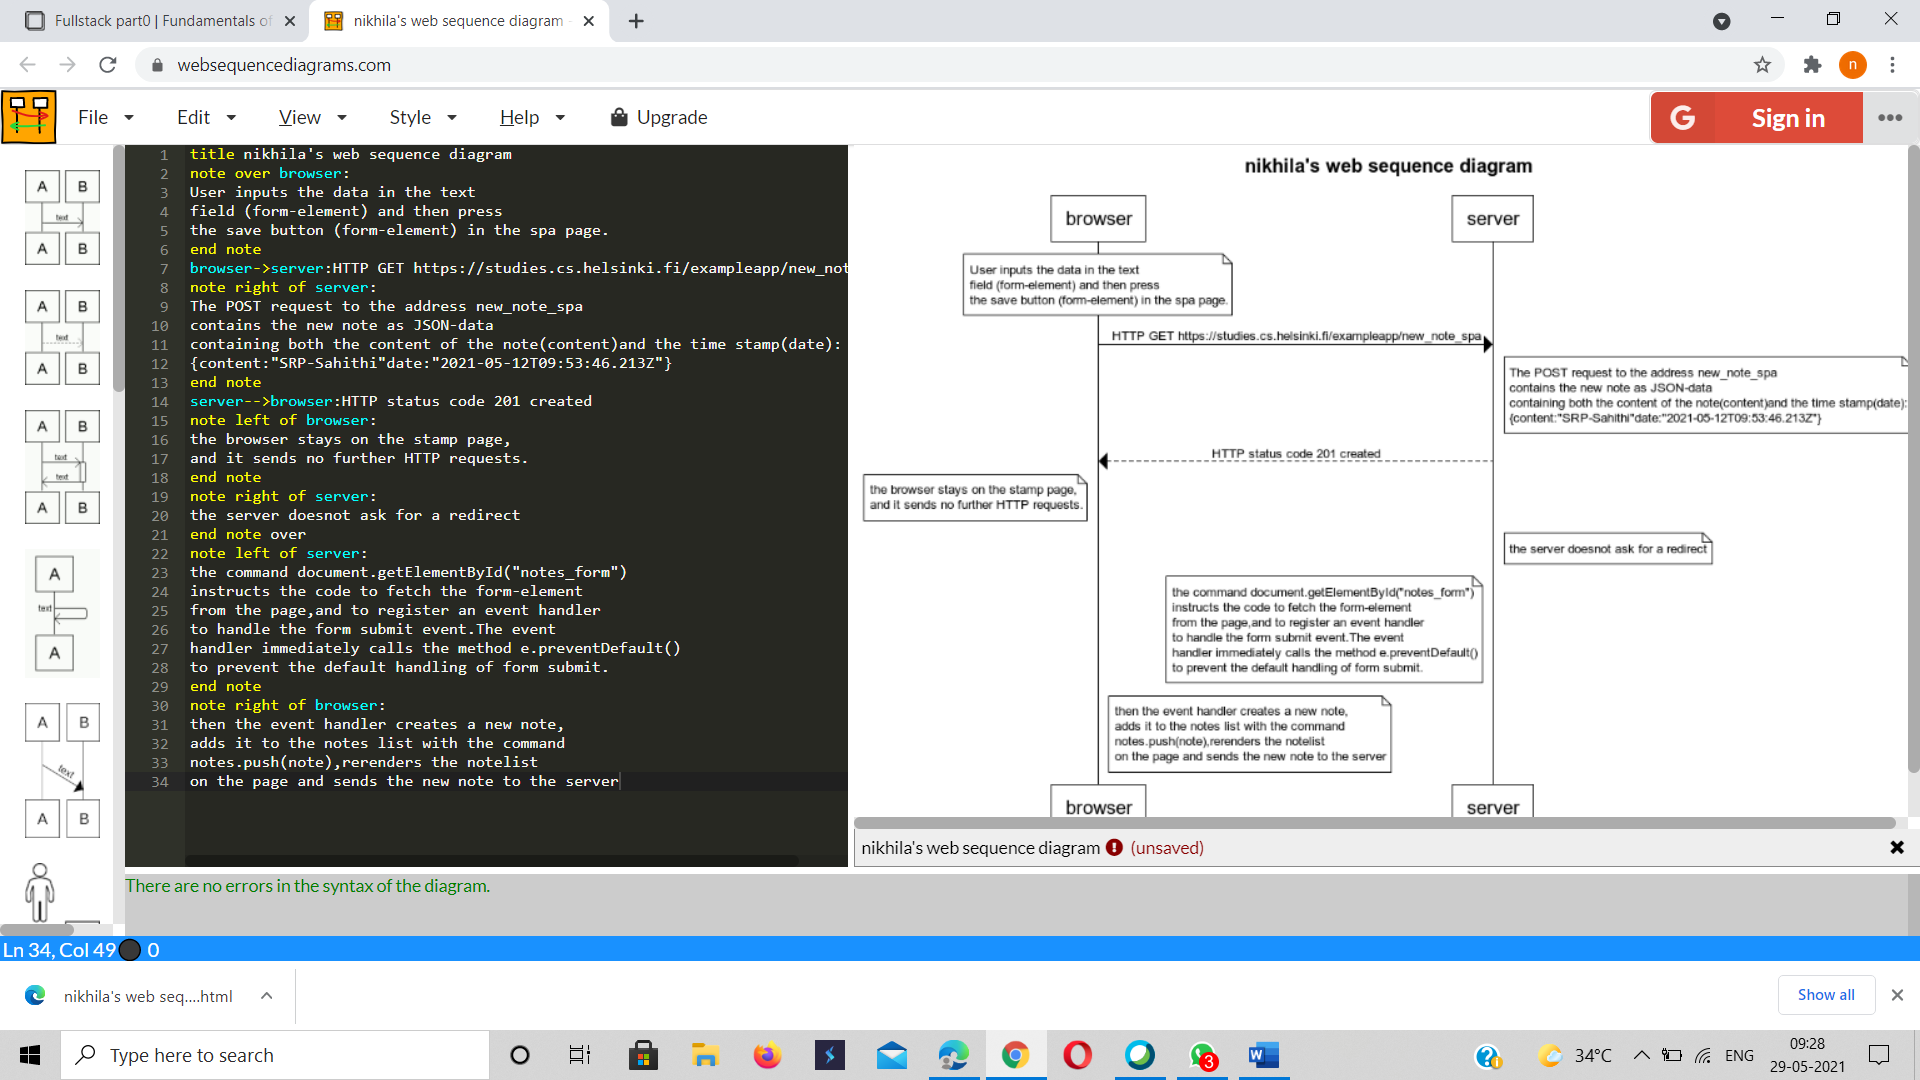 Fullstack part0 | Fundamentals of
nikhila's web sequence diagram
websequencediagrams.com
n
File
Edit
View
Style
Help
Upgrade
G Sign in
A B
text
A B
A B
text
A B
A B
text
text
A B
A
text
A
A B
text
A B
1 title nikhila's web sequence diagram
2 note over browser:
3 User inputs the data in the text
4 field (form-element) and then press
5 the save button (form-element) in the spa page.
6 end note
7 browser->server:HTTP GET https://studies.cs.helsinki.fi/exampleapp/new_not
8 note right of server:
9 The POST request to the address new_note_spa
10 contains the new note as JSON-data
11 containing both the content of the note(content)and the time stamp(date):
12 {content:"SRP-Sahithi"date:"2021-05-12T09:53:46.213Z"}
13 end note
14 server-->browser:HTTP status code 201 created
15 note left of browser:
16 the browser stays on the stamp page,
17 and it sends no further HTTP requests.
18 end note
19 note right of server:
20 the server doesnot ask for a redirect
21 end note over
22 note left of server:
23 the command document.getElementById("notes_form")
24 instructs the code to fetch the form-element
25 from the page,and to register an event handler
26 to handle the form submit event.The event
27 handler immediately calls the method e.preventDefault()
28 to prevent the default handling of form submit.
29 end note
30 note right of browser:
31 then the event handler creates a new note,
32 adds it to the notes list with the command
33 notes.push(note),rerenders the notelist
34 on the page and sends the new note to the server
nikhila's web sequence diagram
browser
server
User inputs the data in the text
field (form-element) and then press
the save button (form-element) in the spa page.
HTTP GET https://studies.cs.helsinki.fi/exampleapp/new_note_spa
The POST request to the address new_note_spa
contains the new note as JSON-data
containing both the content of the note(content)and the time stamp(date):
{content:"SRP-Sahithi"date:"2021-05-12T09:53:46.213Z"}
HTTP status code 201 created
the browser stays on the stamp page,
and it sends no further HTTP requests.
the server doesnot ask for a redirect
the command document.getElementById("notes_form")
instructs the code to fetch the form-element
from the page,and to register an event handler
to handle the form submit event.The event
handler immediately calls the method e.preventDefault()
to prevent the default handling of form submit.
then the event handler creates a new note,
adds it to the notes list with the command
notes.push(note),rerenders the notelist
on the page and sends the new note to the server
browser
server
nikhila's web sequence diagram (unsaved)
There are no errors in the syntax of the diagram.
Ln 34, Col 49 0
nikhila's web seq....html
Show all
Type here to search
3
34°C
ENG
09:28
29-05-2021